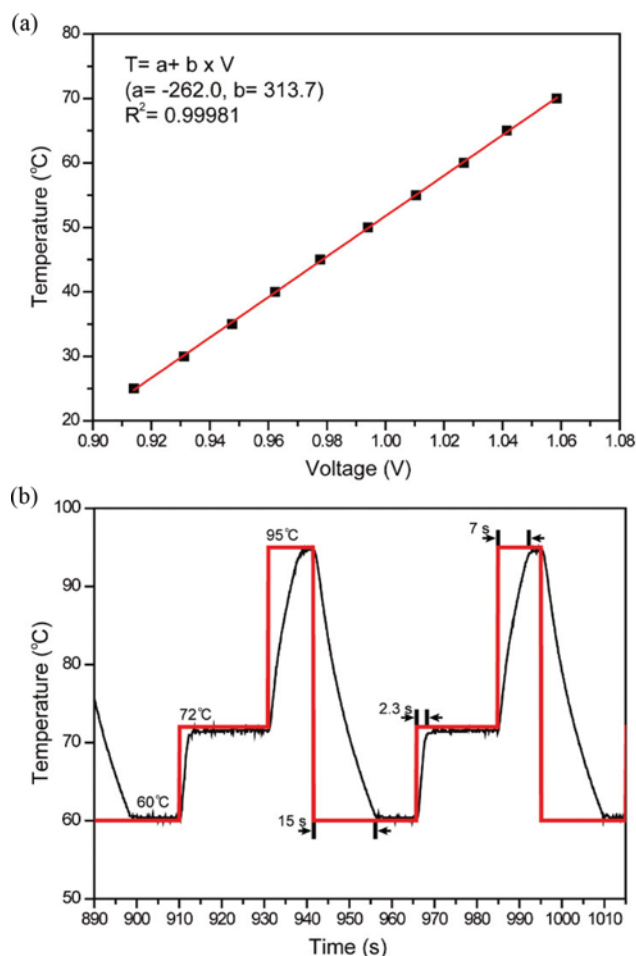 (a)
80
70
60
50
40
30
20
Temperature (°C)
T= a+ b x V
(a= -262.0, b= 313.7)
R²= 0.99981
0.90 0.92 0.94 0.96 0.98 1.00 1.02 1.04 1.06 1.08
Voltage (V)
(b)
100
90
80
70
60
50
Temperature (°C)
95℃
7 s
72℃
2.3 s
60℃
15 s
890 900 910 920 930 940 950 960 970 980 990 1000 1010
Time (s)